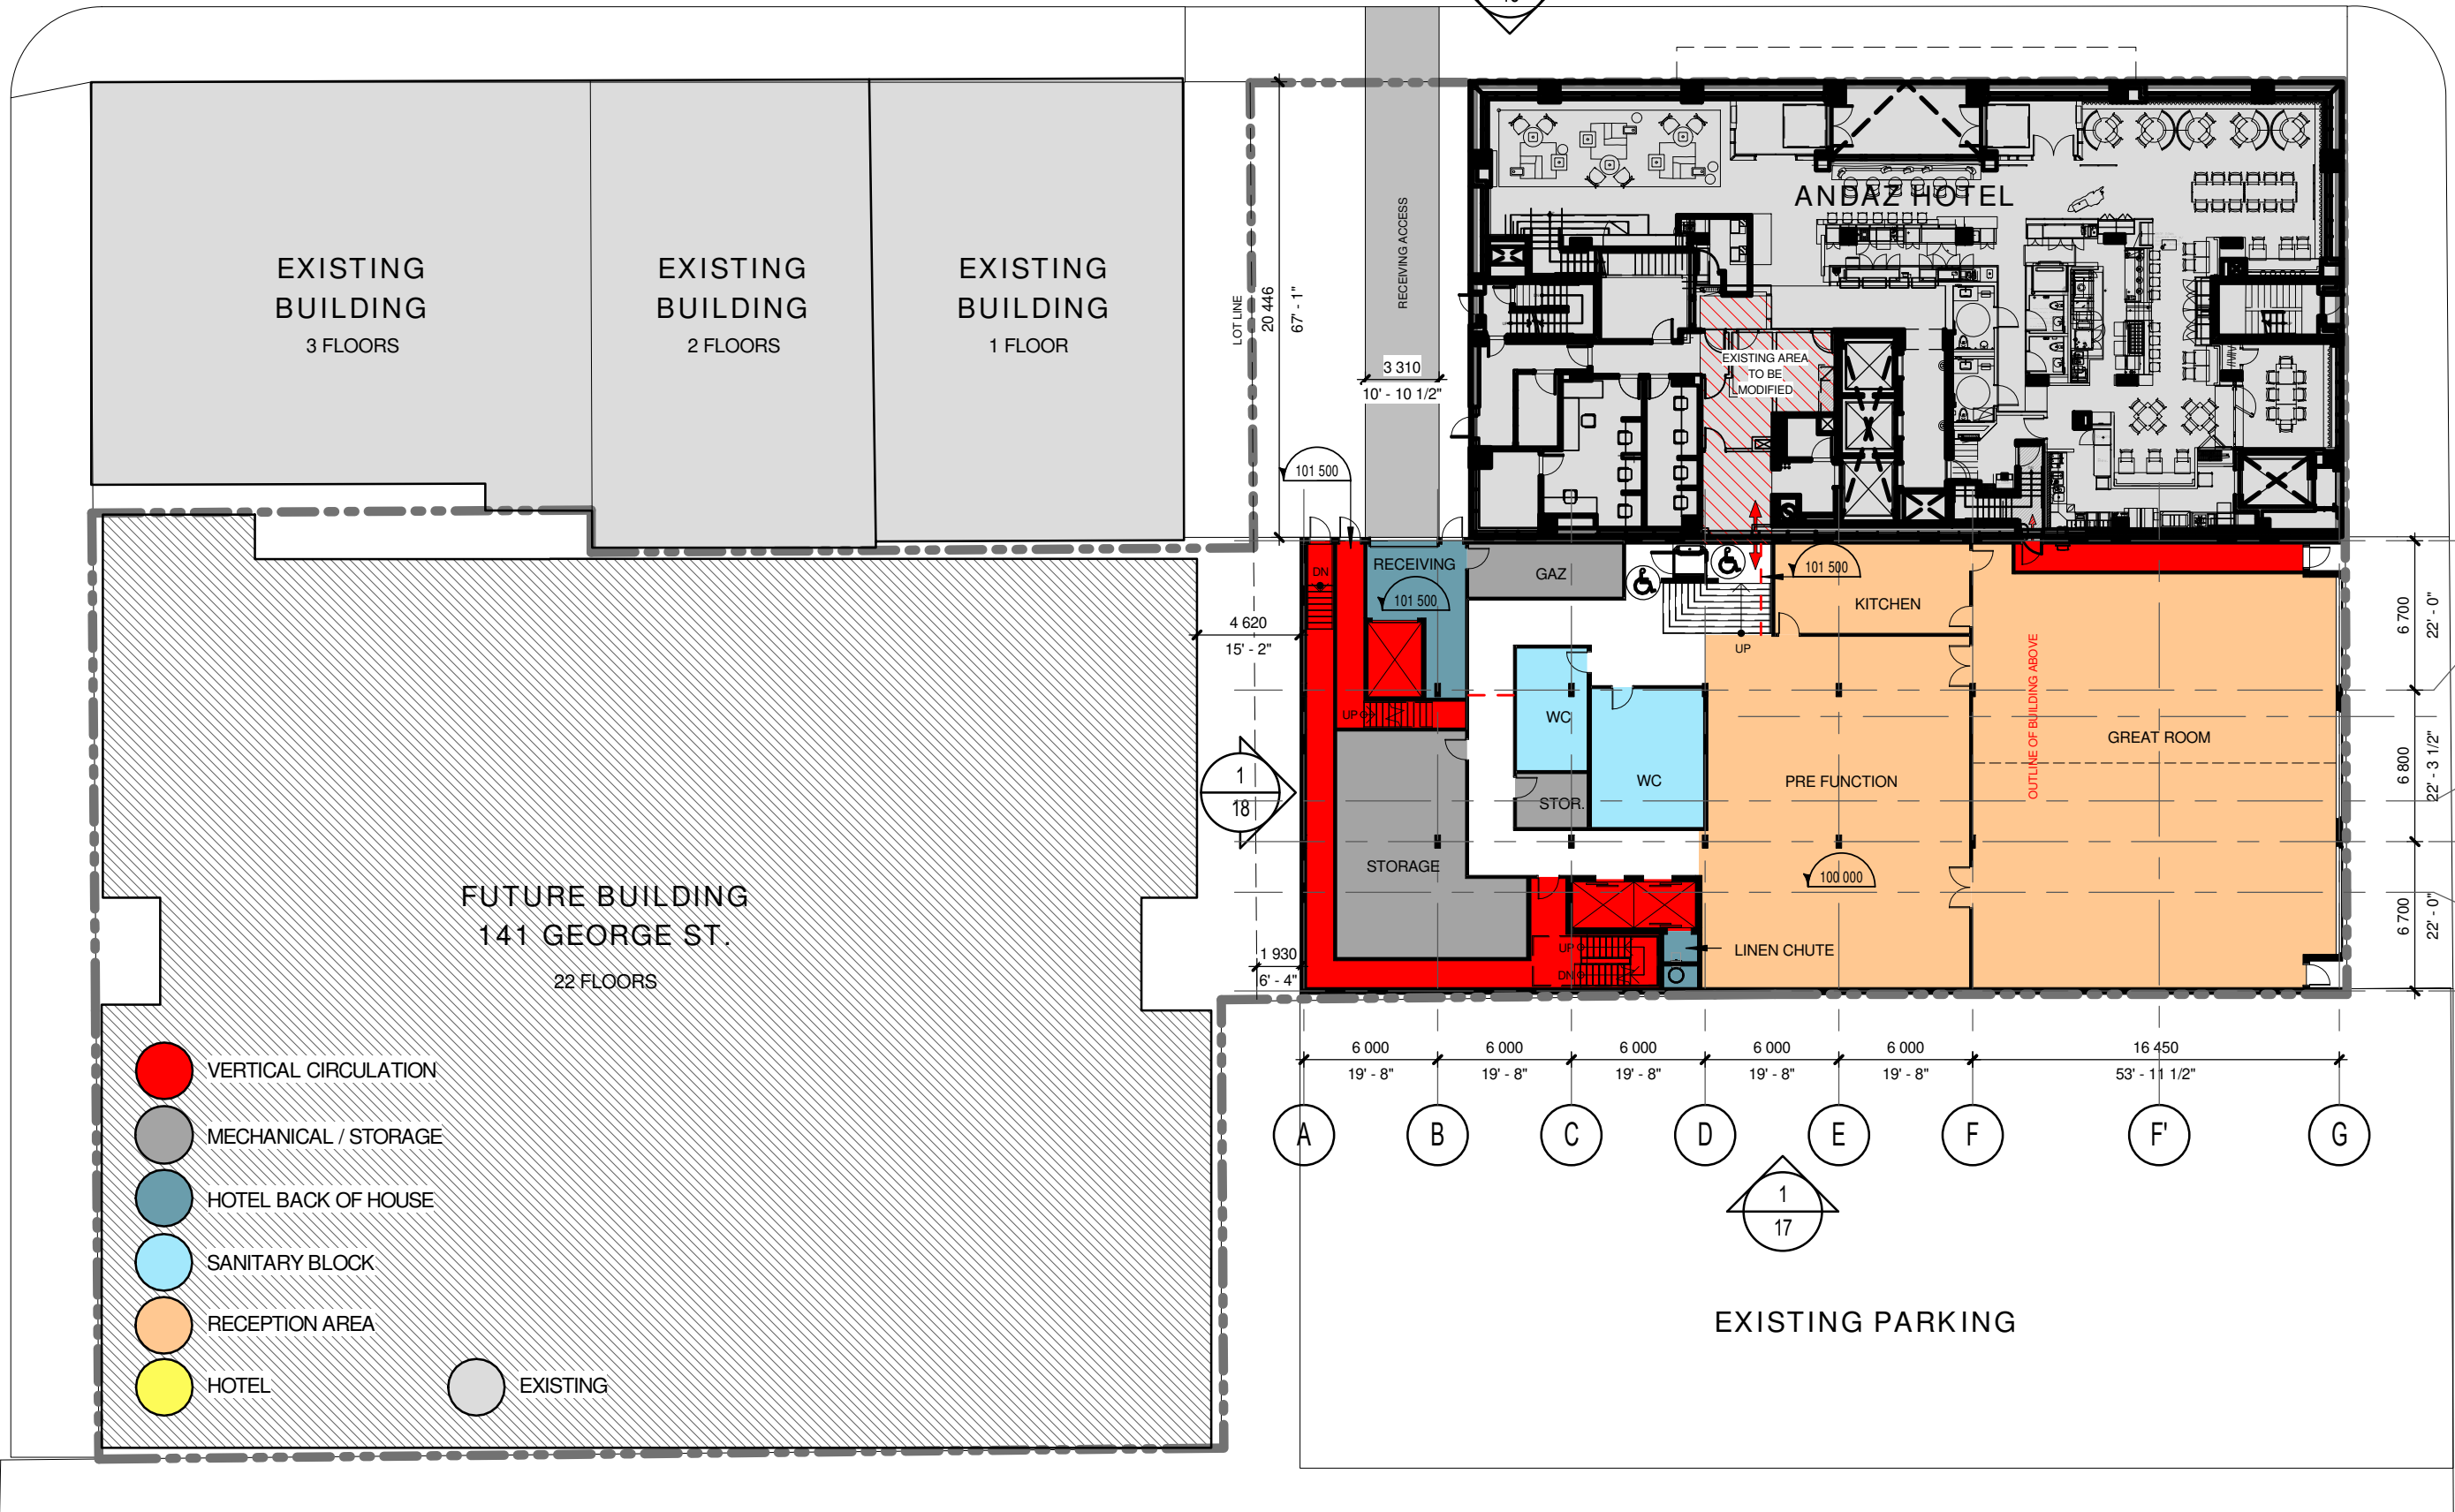 ANDAZ HOTEL
EXISTING
BUILDING
3 FLOORS
EXISTING
BUILDING
2 FLOORS
EXISTING
BUILDING
1 FLOOR
LOT LINE
20 446
67' - 1"
RECEIVING ACCESS
3 310
10' - 10 1/2"
EXISTING AREA
TO BE
MODIFIED
101 500
DN
RECEIVING
101 500
GAZ
101 500
KITCHEN
UP
4 620
15' - 2"
UP
WC
WC
STOR.
STORAGE
PRE FUNCTION
OUTLINE OF BUILDING ABOVE
GREAT ROOM
100 000
6 700
22' - 0"
6 800
22' - 3 1/2"
6 700
22' - 0"
1
18
FUTURE BUILDING
141 GEORGE ST.
22 FLOORS
1 930
6' - 4"
UP
DN
LINEN CHUTE
6 000
19' - 8"
6 000
19' - 8"
6 000
19' - 8"
6 000
19' - 8"
6 000
19' - 8"
16 450
53' - 11 1/2"
A
B
C
D
E
F
F'
G
1
17
VERTICAL CIRCULATION
MECHANICAL / STORAGE
HOTEL BACK OF HOUSE
SANITARY BLOCK
RECEPTION AREA
HOTEL
EXISTING
EXISTING PARKING